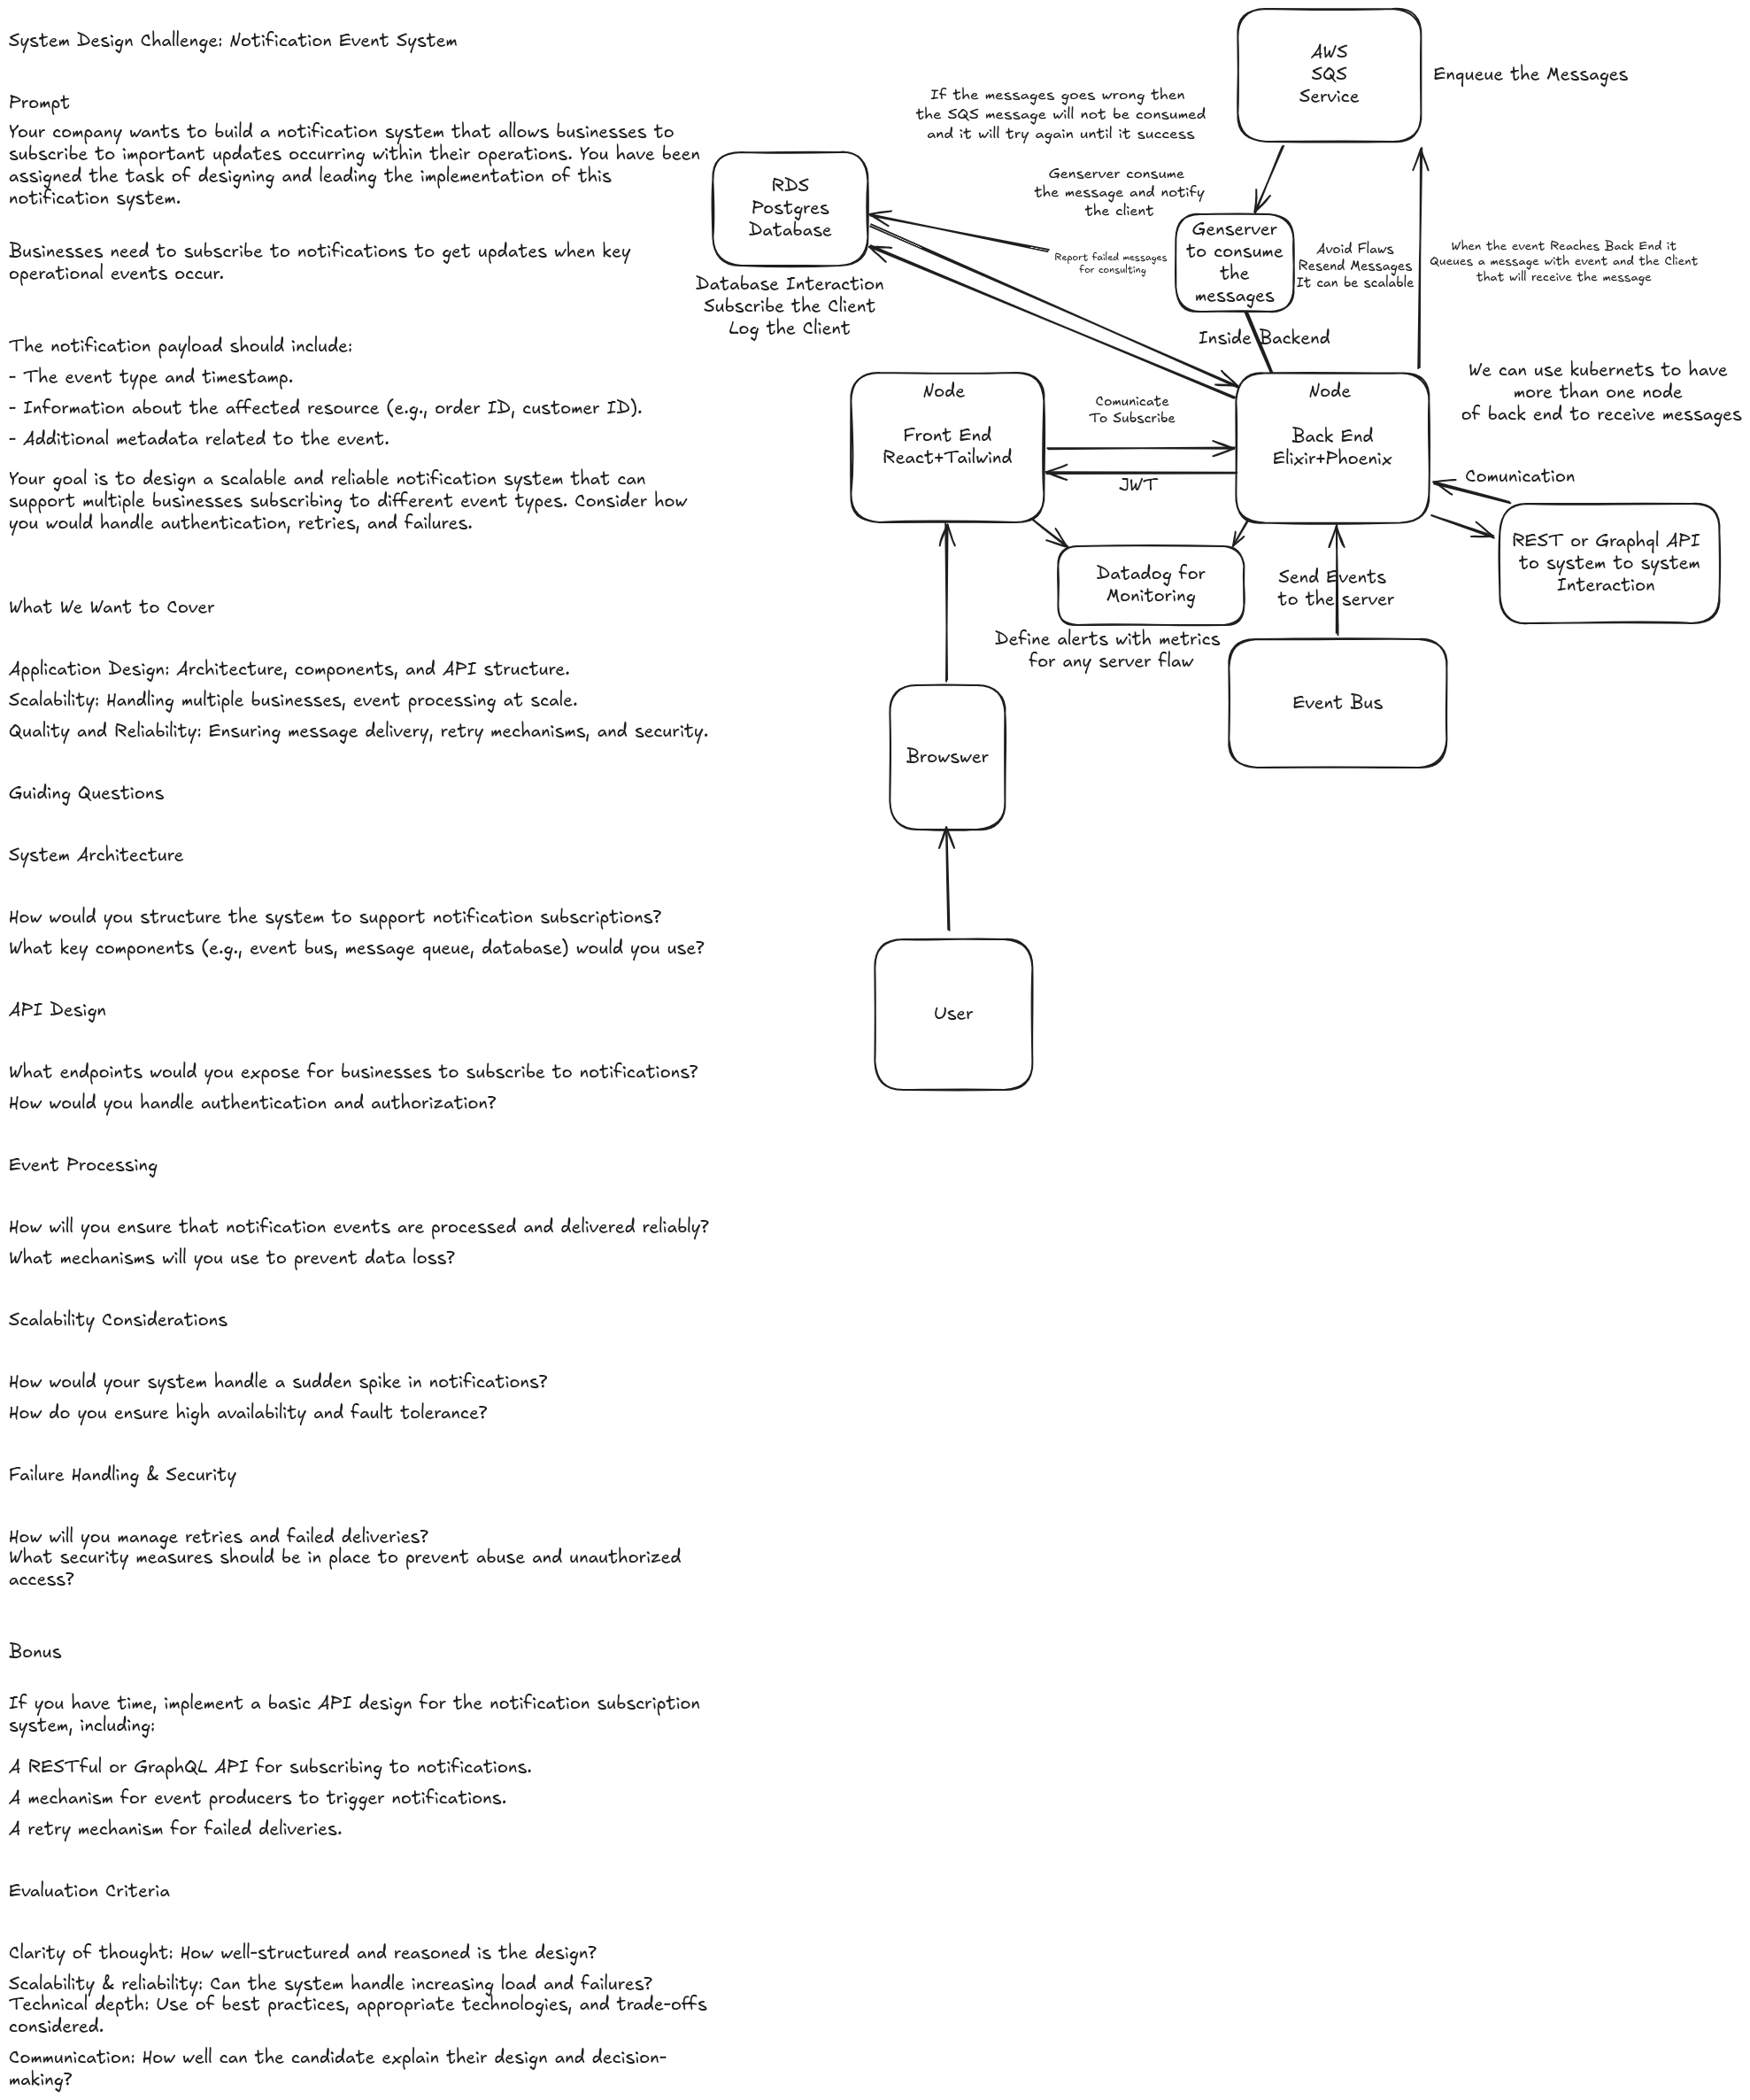 System Design Challenge: Notification Event System
Prompt
Your company wants to build a notification system that allows businesses to
subscribe to important updates occurring within their operations. You have been
assigned the task of designing and leading the implementation of this
notification system.
Businesses need to subscribe to notifications to get updates when key
operational events occur.
The notification payload should include:
- The event type and timestamp.
- Information about the affected resource (e.g., order ID, customer ID).
- Additional metadata related to the event.
Your goal is to design a scalable and reliable notification system that can
support multiple businesses subscribing to different event types. Consider how
you would handle authentication, retries, and failures.
What We Want to Cover
Application Design: Architecture, components, and API structure.
Scalability: Handling multiple businesses, event processing at scale.
Quality and Reliability: Ensuring message delivery, retry mechanisms, and security.
Guiding Questions
System Architecture
How would you structure the system to support notification subscriptions?
What key components (e.g., event bus, message queue, database) would you use?
API Design
What endpoints would you expose for businesses to subscribe to notifications?
How would you handle authentication and authorization?
Event Processing
How will you ensure that notification events are processed and delivered reliably?
What mechanisms will you use to prevent data loss?
Scalability Considerations
How would your system handle a sudden spike in notifications?
How do you ensure high availability and fault tolerance?
Failure Handling & Security
How will you manage retries and failed deliveries?
What security measures should be in place to prevent abuse and unauthorized
access?
Bonus
If you have time, implement a basic API design for the notification subscription
system, including:
A RESTful or GraphQL API for subscribing to notifications.
A mechanism for event producers to trigger notifications.
A retry mechanism for failed deliveries.
Evaluation Criteria
Clarity of thought: How well-structured and reasoned is the design?
Scalability & reliability: Can the system handle increasing load and failures?
Technical depth: Use of best practices, appropriate technologies, and trade-offs
considered.
Communication: How well can the candidate explain their design and decision-
making?
AWS
SQS
Service
Enqueue the Messages
If the messages goes wrong then
the SQS message will not be consumed
and it will try again until it success
RDS
Postgres
Database
Database Interaction
Subscribe the Client
Log the Client
Genserver consume
the message and notify
the client
Report failed messages
for consulting
Genserver
to consume
the
messages
Avoid Flaws
Resend Messages
It can be scalable
When the event Reaches Back End it
Queues a message with event and the Client
that will receive the message
Inside Backend
Node
Front End
React+Tailwind
Comunicate
To Subscribe
JWT
Node
Back End
Elixir+Phoenix
We can use kubernets to have
more than one node
of back end to receive messages
Comunication
REST or Graphql API
to system to system
Interaction
Datadog for
Monitoring
Define alerts with metrics
for any server flaw
Send Events
to the server
Event Bus
Browswer
User